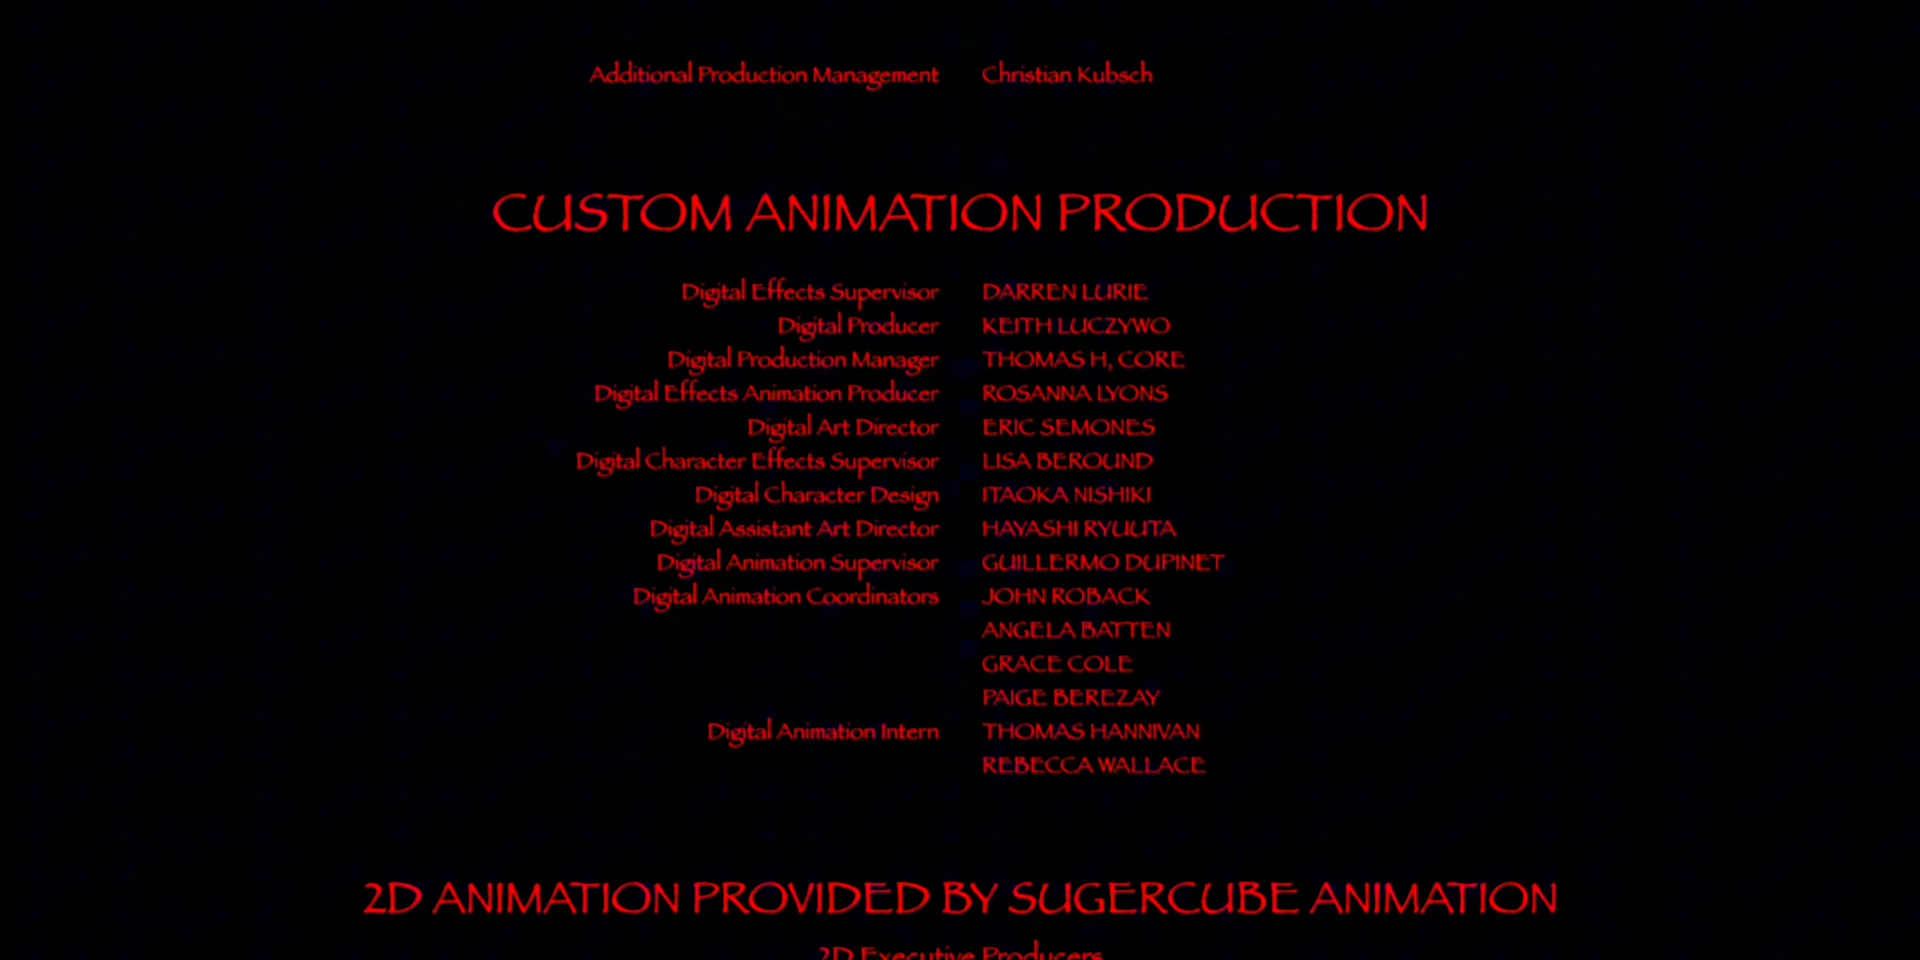 Additional Production Management Christian Kubsch
CUSTOM ANIMATION PRODUCTION
Digital Effects Supervisor DARREN LURIE
Digital Producer KEITH LUCZYWO
Digital Production Manager THOMAS H, CORE
Digital Effects Animation Producer ROSANNA LYONS
Digital Art Director ERIC SEMONES
Digital Character Effects Supervisor LISA BEROUND
Digital Character Design ITAOKA NISHIKI
Digital Assistant Art Director HAYASHI RYUUTA
Digital Animation Supervisor GUILLERMO DUPINET
Digital Animation Coordinators JOHN ROBACK
ANGELA BATTEN
GRACE COLE
PAIGE BEREZAY
Digital Animation Intern THOMAS HANNIVAN
REBECCA WALLACE
2D ANIMATION PROVIDED BY SUGERCUBE ANIMATION
2D Executive Producers